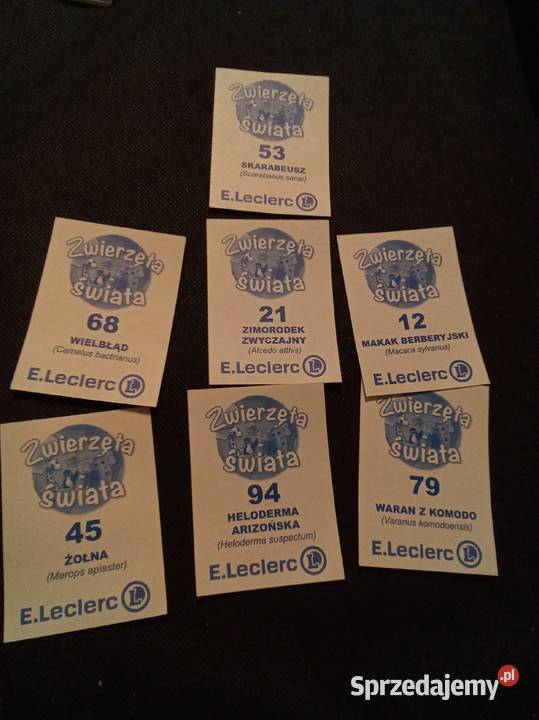 Zwierzęta
świata
53
SKARABEUSZ
(Scarabaeus sacer)
E.Leclerc L
Zwierzęta
świata
68
WIELBŁĄD
(Camelus bactrianus)
E.Leclerc L
Zwierzęta
świata
21
ZIMORODEK
ZWYCZAJNY
(Alcedo atthis)
E.Leclerc L
Zwierzęta
świata
12
MAKAK BERBERYJSKI
(Macaca sylvanus)
E.Leclerc L
Zwierzęta
świata
45
ŻOŁNA
(Merops apiaster)
E.Leclerc L
Zwierzęta
świata
94
HELODERMA
ARIZOŃSKA
(Heloderma suspectum)
E.Leclerc L
Zwierzęta
świata
79
WARAN Z KOMODO
(Varanus komodoensis)
E.Leclerc L
Sprzedajemy.pl